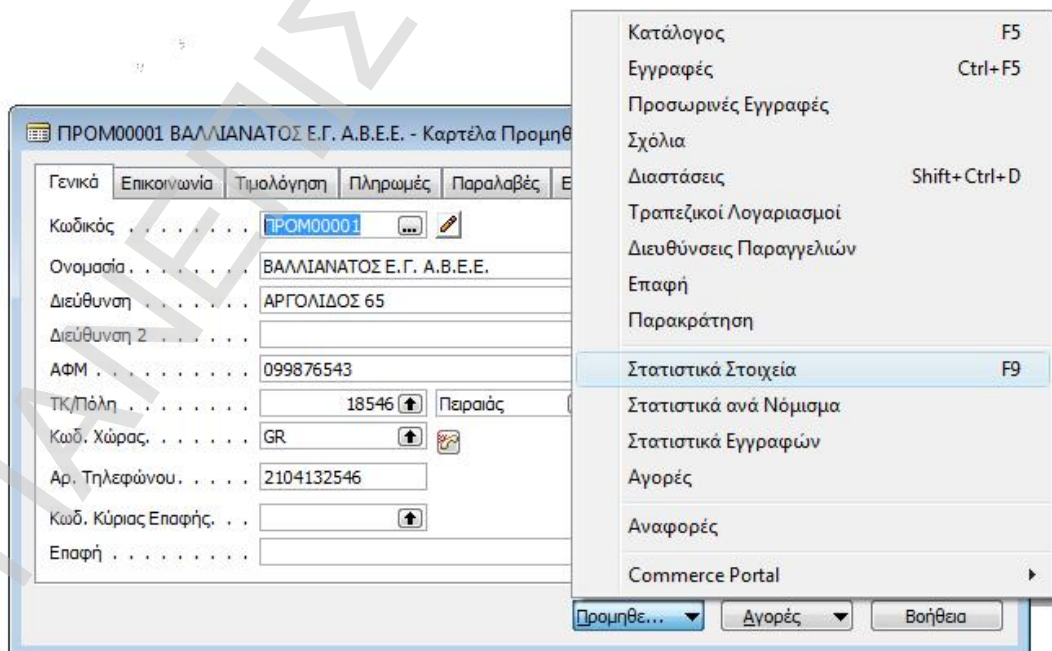 Κατάλογος F5
Εγγραφές Ctrl+F5
Προσωρινές Εγγραφές
Σχόλια
Διαστάσεις Shift+Ctrl+D
Τραπεζικοί Λογαριασμοί
Διευθύνσεις Παραγγελιών
Επαφή
Παρακράτηση
Στατιστικά Στοιχεία F9
Στατιστικά ανά Νόμισμα
Στατιστικά Εγγραφών
Αγορές
Αναφορές
Commerce Portal
ΠΡΟΜ00001 ΒΑΛΛΙΑΝΑΤΟΣ Ε.Γ. Α.Β.Ε.Ε. - Καρτέλα Προμηθ
Γενικά Επικοινωνία Τιμολόγηση Πληρωμές Παραλαβές Ε
Κωδικός . . . . . . . . ΠΡΟΜ00001 ...
Ονομασία. . . . . . . . ΒΑΛΛΙΑΝΑΤΟΣ Ε.Γ. Α.Β.Ε.Ε.
Διεύθυνση . . . . . . . ΑΡΓΟΛΙΔΟΣ 65
Διεύθυνση 2 . . . . . .
ΑΦΜ . . . . . . . . . . 099876543
ΤΚ/Πόλη . . . . . . . . 18546 Πειραιάς
Κωδ. Χώρας. . . . . . . GR
Αρ. Τηλεφώνου. . . . . 2104132546
Κωδ. Κύριας Επαφής. . .
Επαφή . . . . . . . . .
Προμηθε... Αγορές Βοήθεια